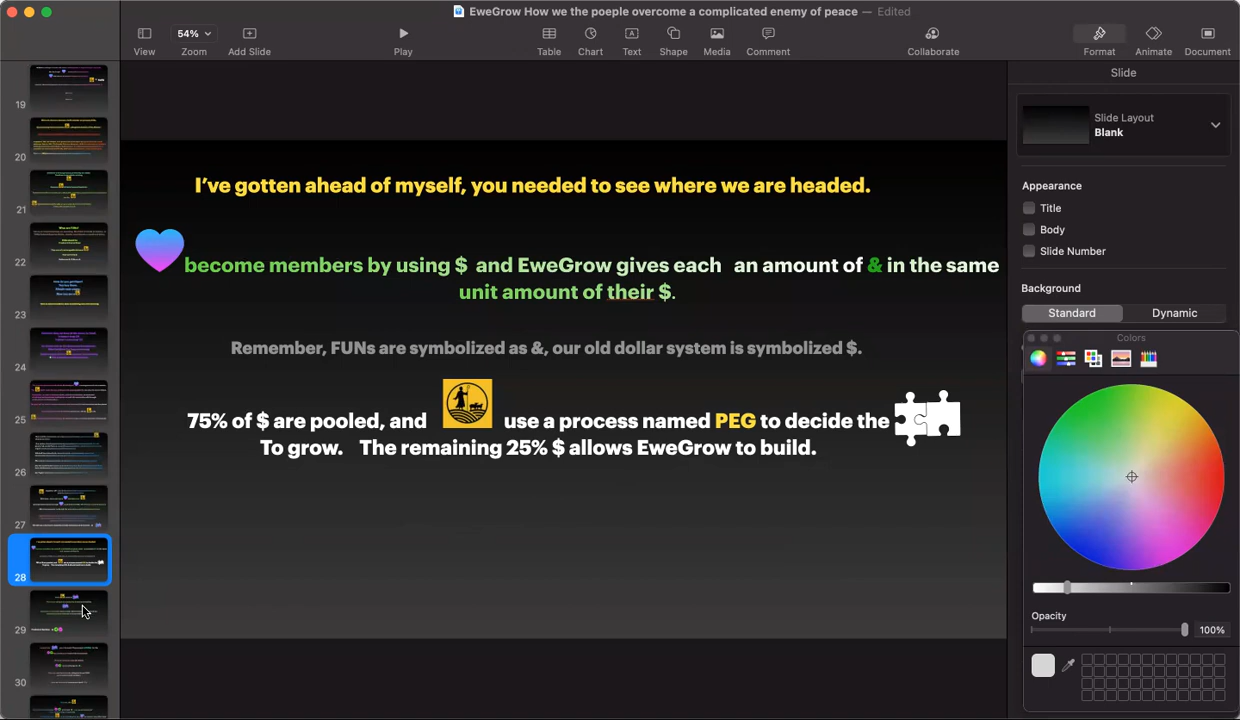 EweGrow How we the poeple overcome a complicated enemy of peace — Edited
View
54%
Zoom
Add Slide
Play
Table
Chart
Text
Shape
Media
Comment
Collaborate
Format
Animate
Document
Slide
Slide Layout
Blank
Appearance
Title
Body
Slide Number
Background
Standard
Dynamic
Colors
Opacity
100%
19
20
21
22
23
24
25
26
27
28
29
30
I've gotten ahead of myself, you needed to see where we are headed.
become members by using $ and EweGrow gives each an amount of & in the same
unit amount of their $.
Remember, FUNs are symbolized as &, our old dollar system is symbolized $.
75% of $ are pooled, and use a process named PEG to decide the
To grow. The remaining 25% $ allows EweGrow to build.